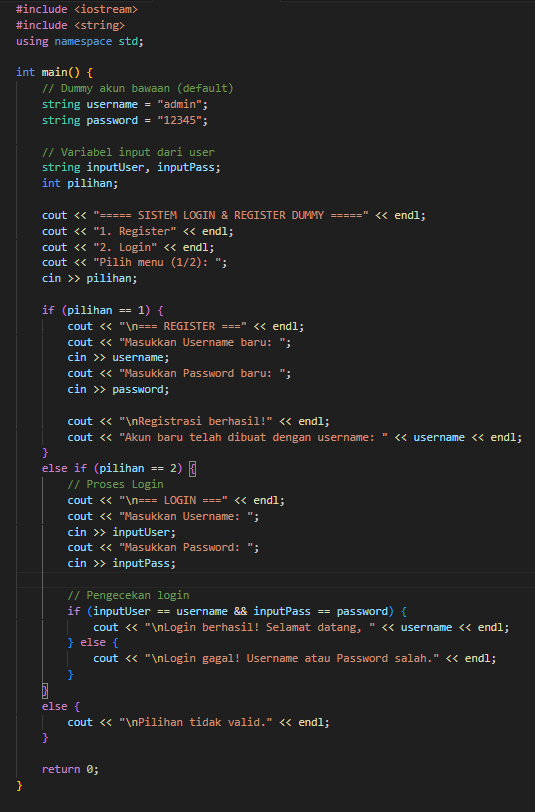 #include <iostream>
#include <string>
using namespace std;

int main() {
    // Dummy akun bawaan (default)
    string username = "admin";
    string password = "12345";

    // Variabel input dari user
    string inputUser, inputPass;
    int pilihan;

    cout << "===== SISTEM LOGIN & REGISTER DUMMY =====" << endl;
    cout << "1. Register" << endl;
    cout << "2. Login" << endl;
    cout << "Pilih menu (1/2): ";
    cin >> pilihan;

    if (pilihan == 1) {
        cout << "\n=== REGISTER ===" << endl;
        cout << "Masukkan Username baru: ";
        cin >> username;
        cout << "Masukkan Password baru: ";
        cin >> password;

        cout << "\nRegistrasi berhasil!" << endl;
        cout << "Akun baru telah dibuat dengan username: " << username << endl;
    }
    else if (pilihan == 2) {
        // Proses Login
        cout << "\n=== LOGIN ===" << endl;
        cout << "Masukkan Username: ";
        cin >> inputUser;
        cout << "Masukkan Password: ";
        cin >> inputPass;

        // Pengecekan login
        if (inputUser == username && inputPass == password) {
            cout << "\nLogin berhasil! Selamat datang, " << username << endl;
        } else {
            cout << "\nLogin gagal! Username atau Password salah." << endl;
        }
    }
    else {
        cout << "\nPilihan tidak valid." << endl;
    }

    return 0;
}